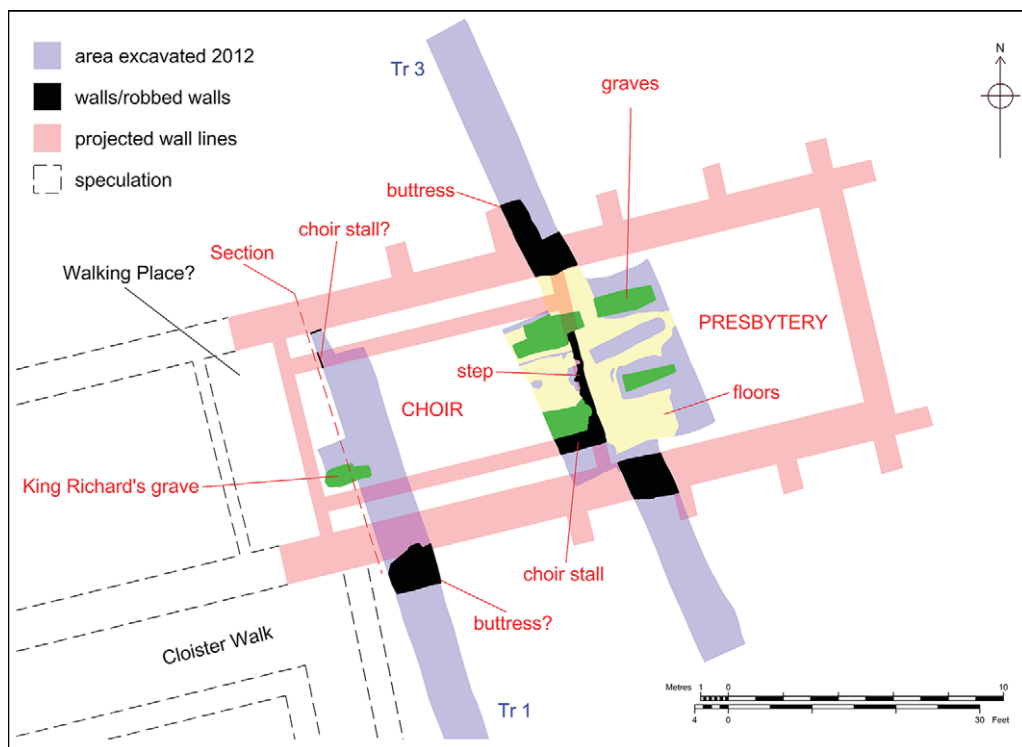 area excavated 2012
walls/robbed walls
projected wall lines
speculation
Tr 3
N
graves
buttress
choir stall?
Section
Walking Place?
PRESBYTERY
step
CHOIR
floors
King Richard's grave
choir stall
buttress?
Cloister Walk
Metres 1 0 10
4 0 30 Feet
Tr 1